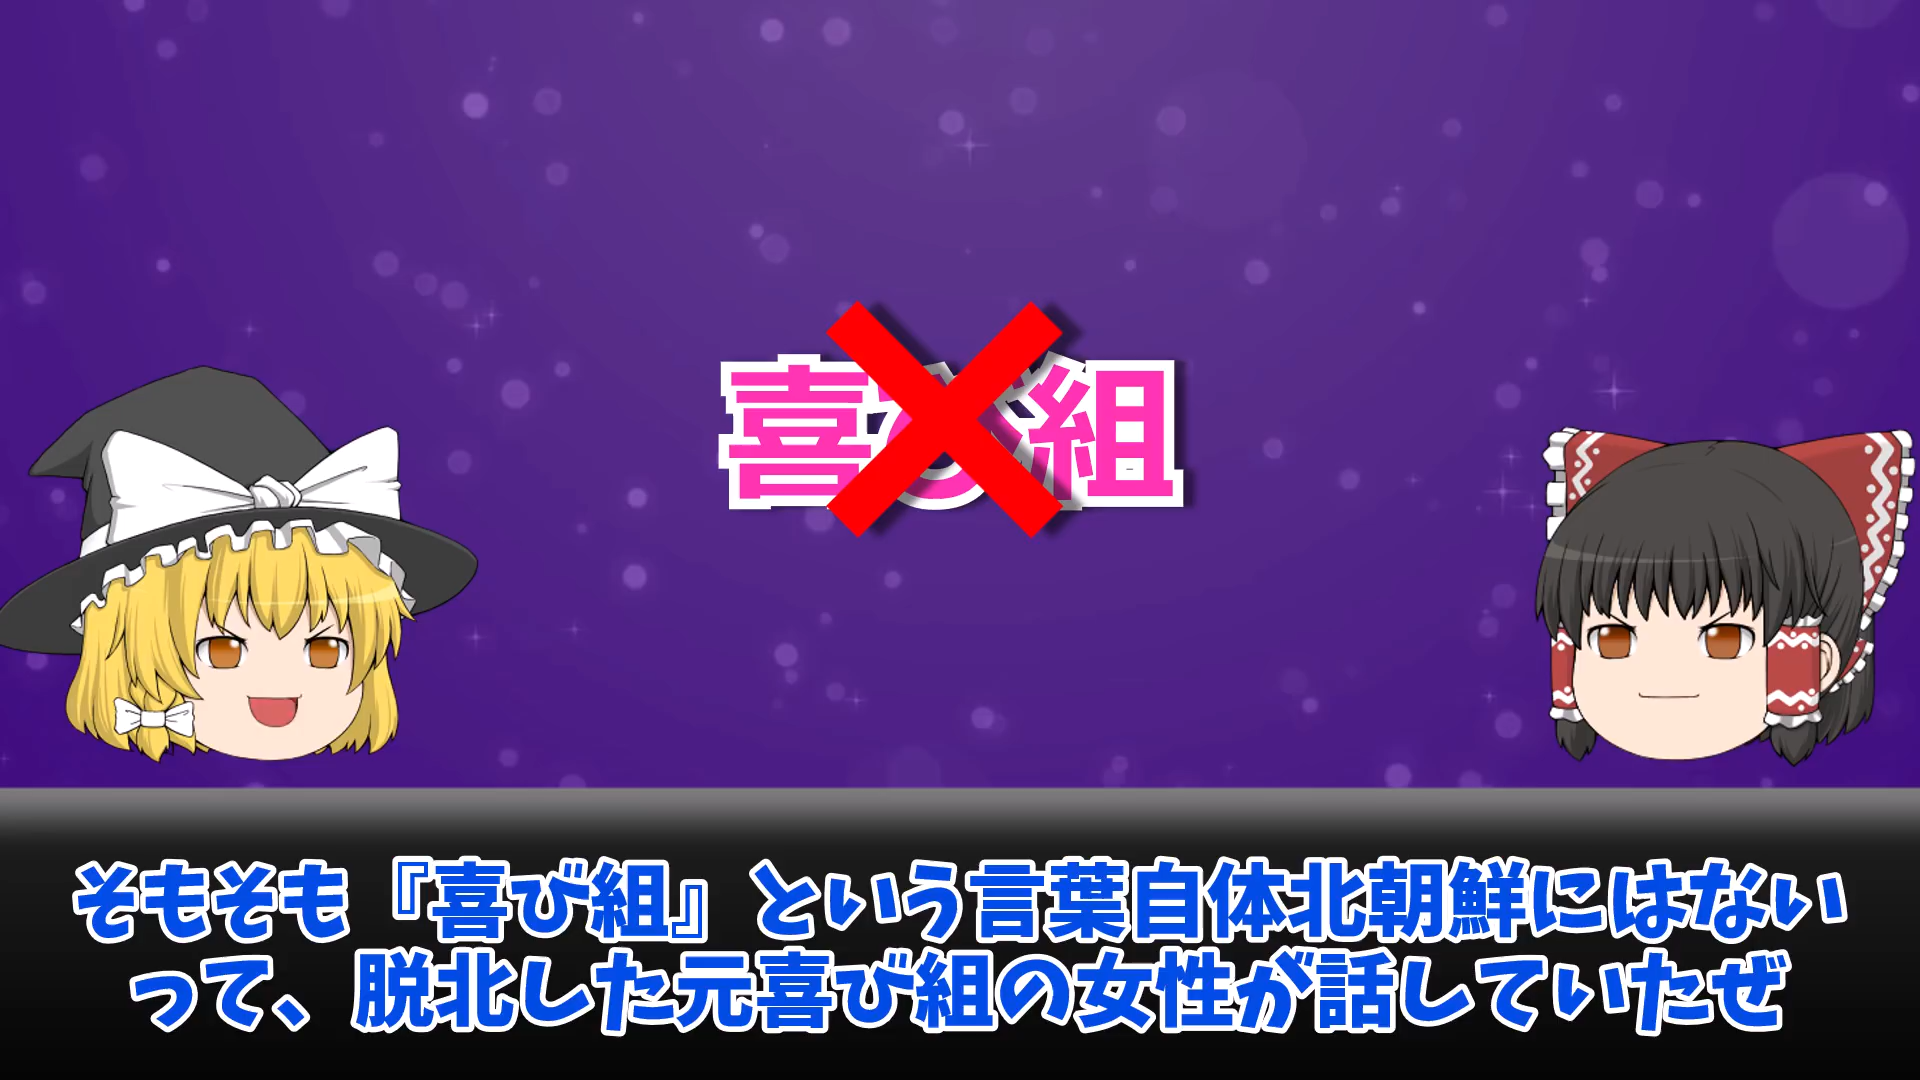 喜び組
そもそも『喜び組』という言葉自体北朝鮮にはない
って、脱北した元喜び組の女性が話していたぜ